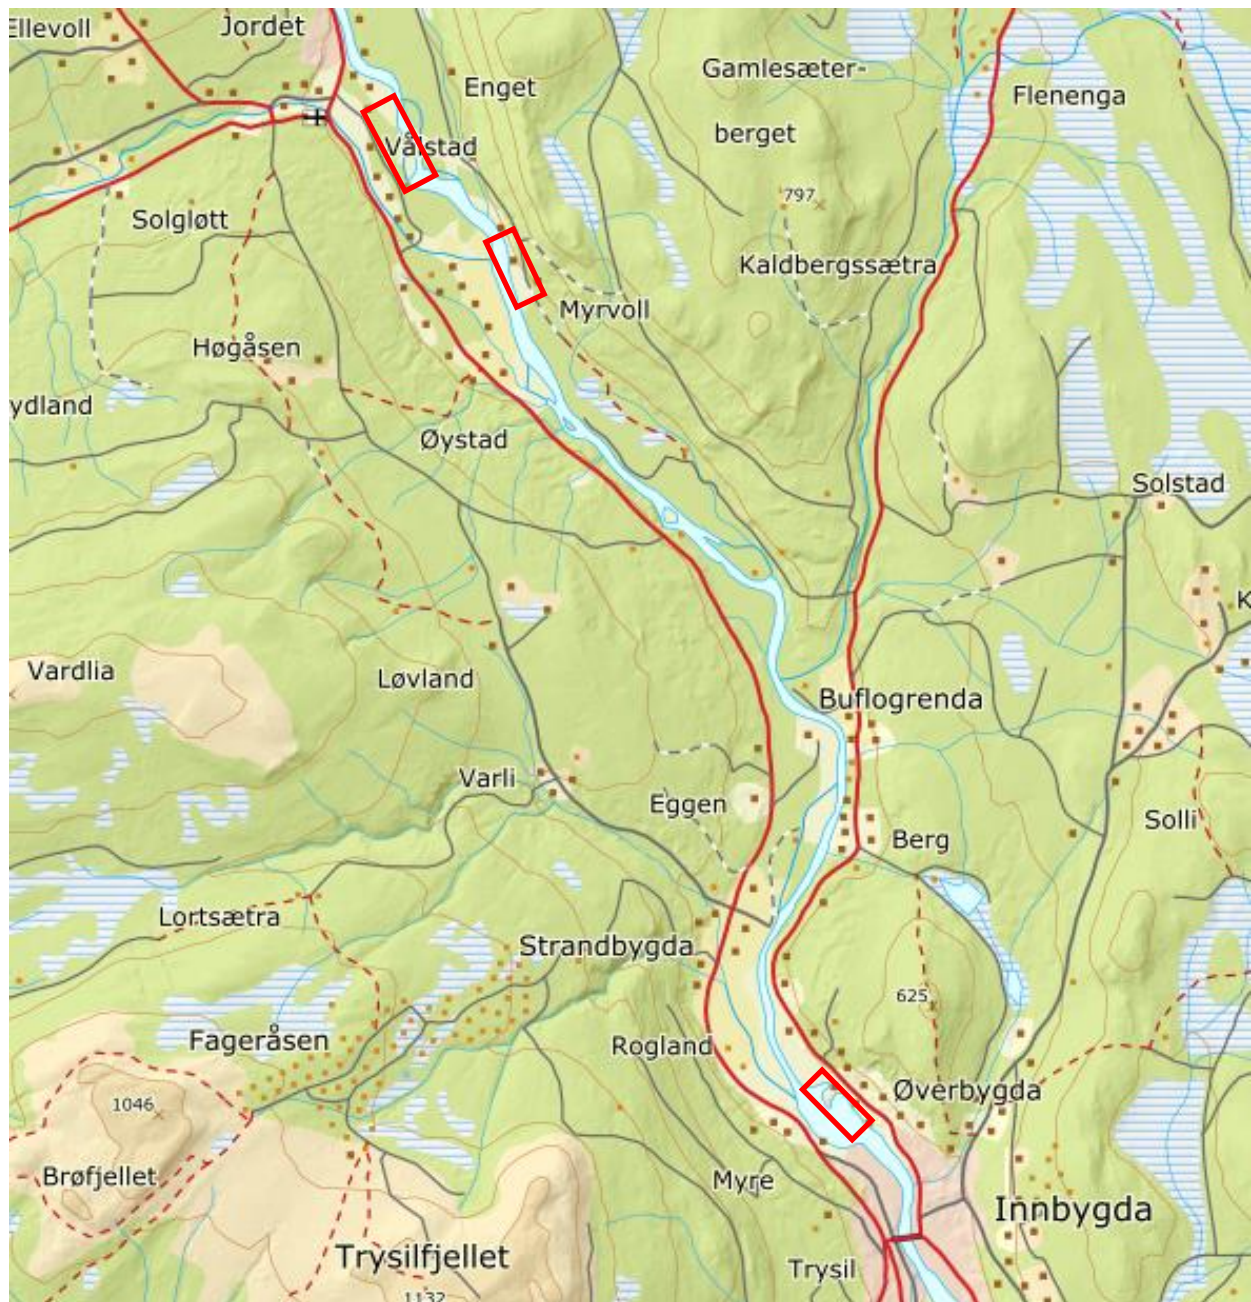 Ellevoll
Jordet
Enget
Gamlesæter-
berget
Flenenga
Vålstad
797
Solgløtt
Kaldbergssætra
Myrvoll
Høgåsen
ydland
Øystad
Solstad
K
Vardlia
Løvland
Buflogrenda
Varli
Eggen
Berg
Solli
Lortsætra
Strandbygda
625
Fageråsen
Rogland
1046
Øverbygda
Brøfjellet
Myre
Innbygda
Trysilfjellet
Trysil
1132